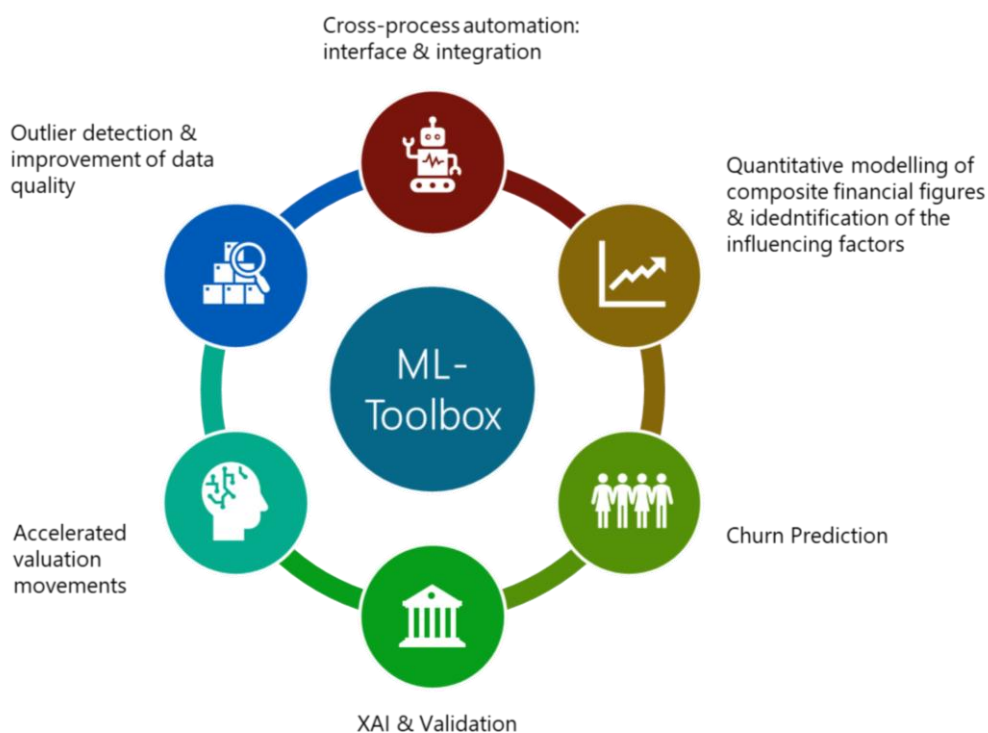 Cross-process automation:
interface & integration
Outlier detection &
improvement of data
quality
Quantitative modelling of
composite financial figures
& idedntification of the
influencing factors
ML-
Toolbox
Accelerated
valuation
movements
Churn Prediction
XAI & Validation